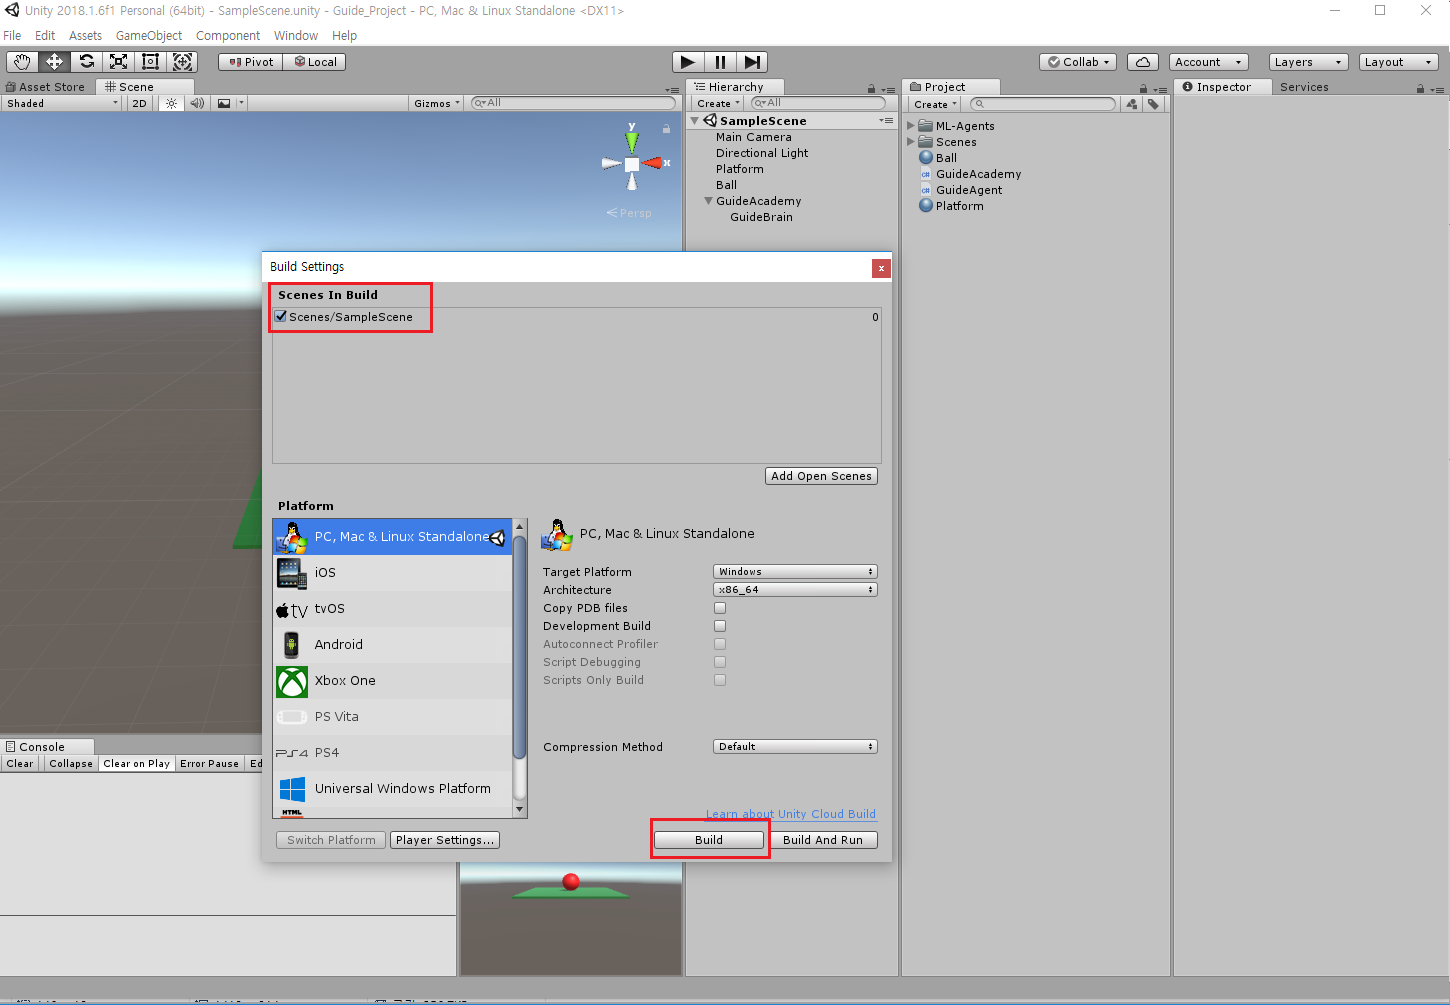 Unity 2018.1.6f1 Personal (64bit) - SampleScene.unity - Guide_Project - PC, Mac & Linux Standalone <DX11>
File Edit Assets GameObject Component Window Help
Pivot Local Collab Account Layers Layout
Asset Store Scene Hierarchy Project Inspector Services
Shaded 2D Gizmos All Create All Create
y
x
Persp
SampleScene
Main Camera
Directional Light
Platform
Ball
GuideAcademy
GuideBrain
ML-Agents
Scenes
Ball
GuideAcademy
GuideAgent
Platform
Build Settings
Scenes In Build
Scenes/SampleScene 0
Add Open Scenes
Platform
PC, Mac & Linux Standalone
iOS
tv tvOS
Android
Xbox One
PS Vita
PS4
Universal Windows Platform
HTML
PC, Mac & Linux Standalone
Target Platform Windows
Architecture x86_64
Copy PDB files
Development Build
Autoconnect Profiler
Script Debugging
Scripts Only Build
Compression Method Default
Learn about Unity Cloud Build
Switch Platform Player Settings... Build Build And Run
Console
Clear Collapse Clear on Play Error Pause Ed